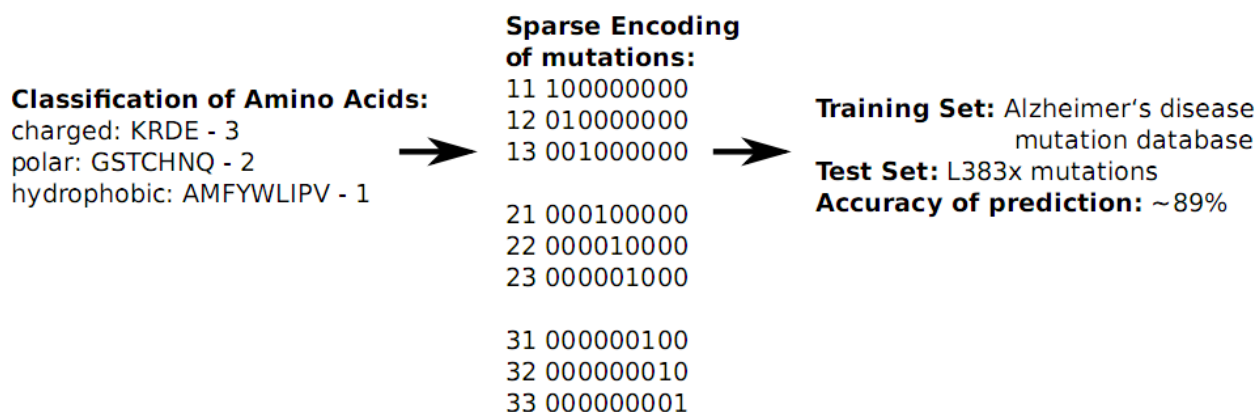 Classification of Amino Acids:
charged: KRDE - 3
polar: GSTCHNQ - 2
hydrophobic: AMFYWLIPV - 1
Sparse Encoding
of mutations:
11 100000000
12 010000000
13 001000000
21 000100000
22 000010000
23 000001000
31 000000100
32 000000010
33 000000001
Training Set: Alzheimer‘s disease
mutation database
Test Set: L383x mutations
Accuracy of prediction: ~89%